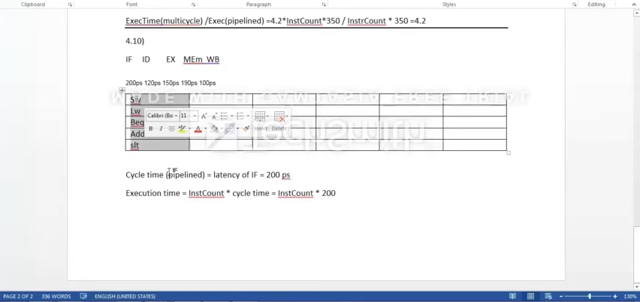 Clipboard Font Paragraph Styles Editing
ExecTime(multicycle) /Exec(pipelined) =4.2*InstCount*350 / InstrCount * 350 =4.2
4.10)
IF ID EX MEm WB
200ps 120ps 150ps 190ps 100ps
Lw
Calibri (Bo 11
Beq
Add
slt
Cycle time (pipelined) = latency of IF = 200 ps
Execution time = InstCount * cycle time = InstCount * 200
PAGE 2 OF 2 336 WORDS ENGLISH (UNITED STATES) 130%